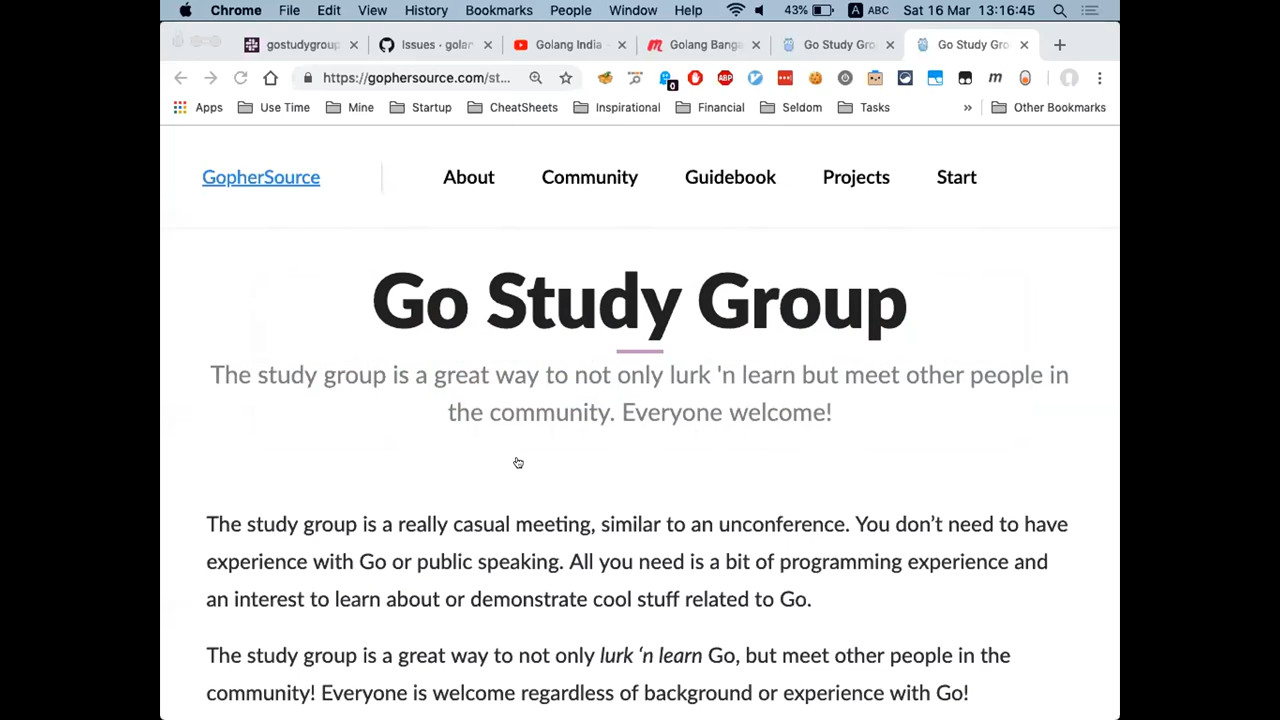 Chrome File Edit View History Bookmarks People Window Help 43% A ABC Sat 16 Mar 13:16:45
gostudygroup Issues · golan Golang India - Golang Banga Go Study Gro Go Study Gro
https://gophersource.com/st... 0 ABP m
Apps Use Time Mine Startup CheatSheets Inspirational Financial Seldom Tasks » Other Bookmarks
GopherSource About Community Guidebook Projects Start
Go Study Group
The study group is a great way to not only lurk 'n learn but meet other people in
the community. Everyone welcome!
The study group is a really casual meeting, similar to an unconference. You don’t need to have
experience with Go or public speaking. All you need is a bit of programming experience and
an interest to learn about or demonstrate cool stuff related to Go.
The study group is a great way to not only lurk ‘n learn Go, but meet other people in the
community! Everyone is welcome regardless of background or experience with Go!